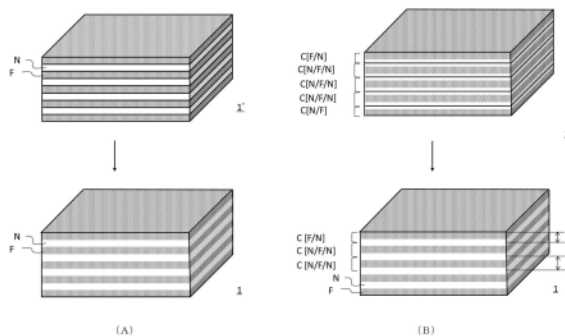 N
F
1'
N
F
1
(A)
C[F/N]
C[N/F/N]
C[N/F/N]
C[N/F/N]
C[N/F]
C [F/N]
C [N/F/N]
C [N/F/N]
N
F
1
(B)